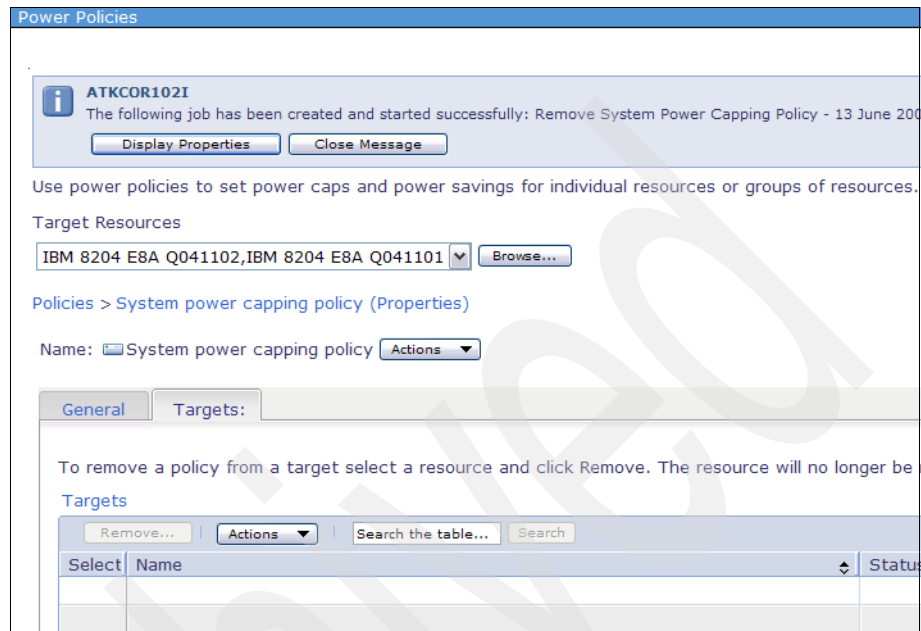 Power Policies
ATKCOR102I
The following job has been created and started successfully: Remove System Power Capping Policy - 13 June 200
Display Properties Close Message
Use power policies to set power caps and power savings for individual resources or groups of resources.
Target Resources
IBM 8204 E8A Q041102,IBM 8204 E8A Q041101 Browse...
Policies > System power capping policy (Properties)
Name: System power capping policy Actions
General Targets:
To remove a policy from a target select a resource and click Remove. The resource will no longer be
Targets
Remove... Actions Search the table... Search
Select Name Status